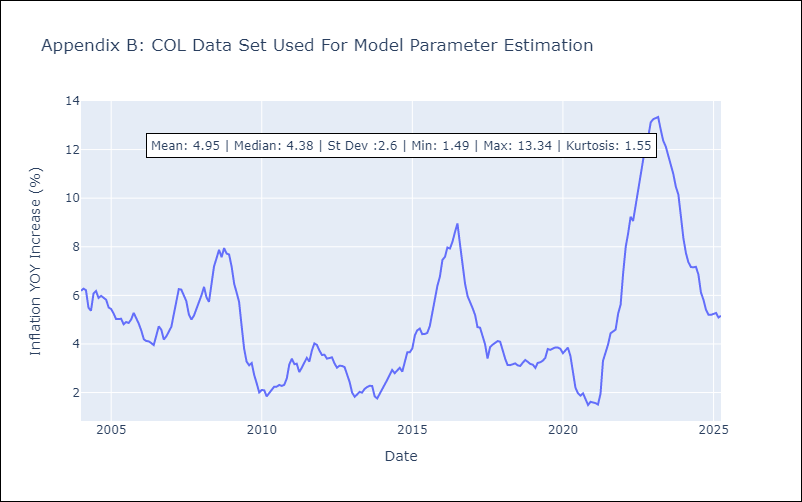 Appendix B: COL Data Set Used For Model Parameter Estimation
14
Mean: 4.95 | Median: 4.38 | St Dev :2.6 | Min: 1.49 | Max: 13.34 | Kurtosis: 1.55
12
10
8
6
4
2
Inflation YOY Increase (%)
2005 2010 2015 2020 2025
Date